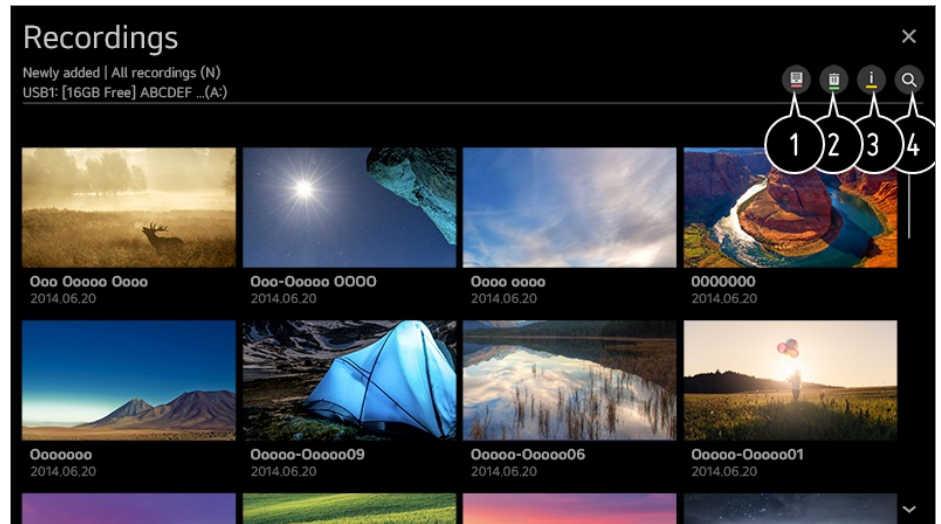 Recordings
Newly added | All recordings (N)
USB1: [16GB Free] ABCDEF ...(A:)
1 2 3 4
Ooo Ooooo Oooo
2014.06.20
Ooo-Ooooo OOOO
2014.06.20
Oooo oooo
2014.06.20
OOOOOOO
2014.06.20
Ooooooo
2014.06.20
Ooooo-Ooooo09
2014.06.20
Ooooo-Ooooo06
2014.06.20
Ooooo-Ooooo01
2014.06.20